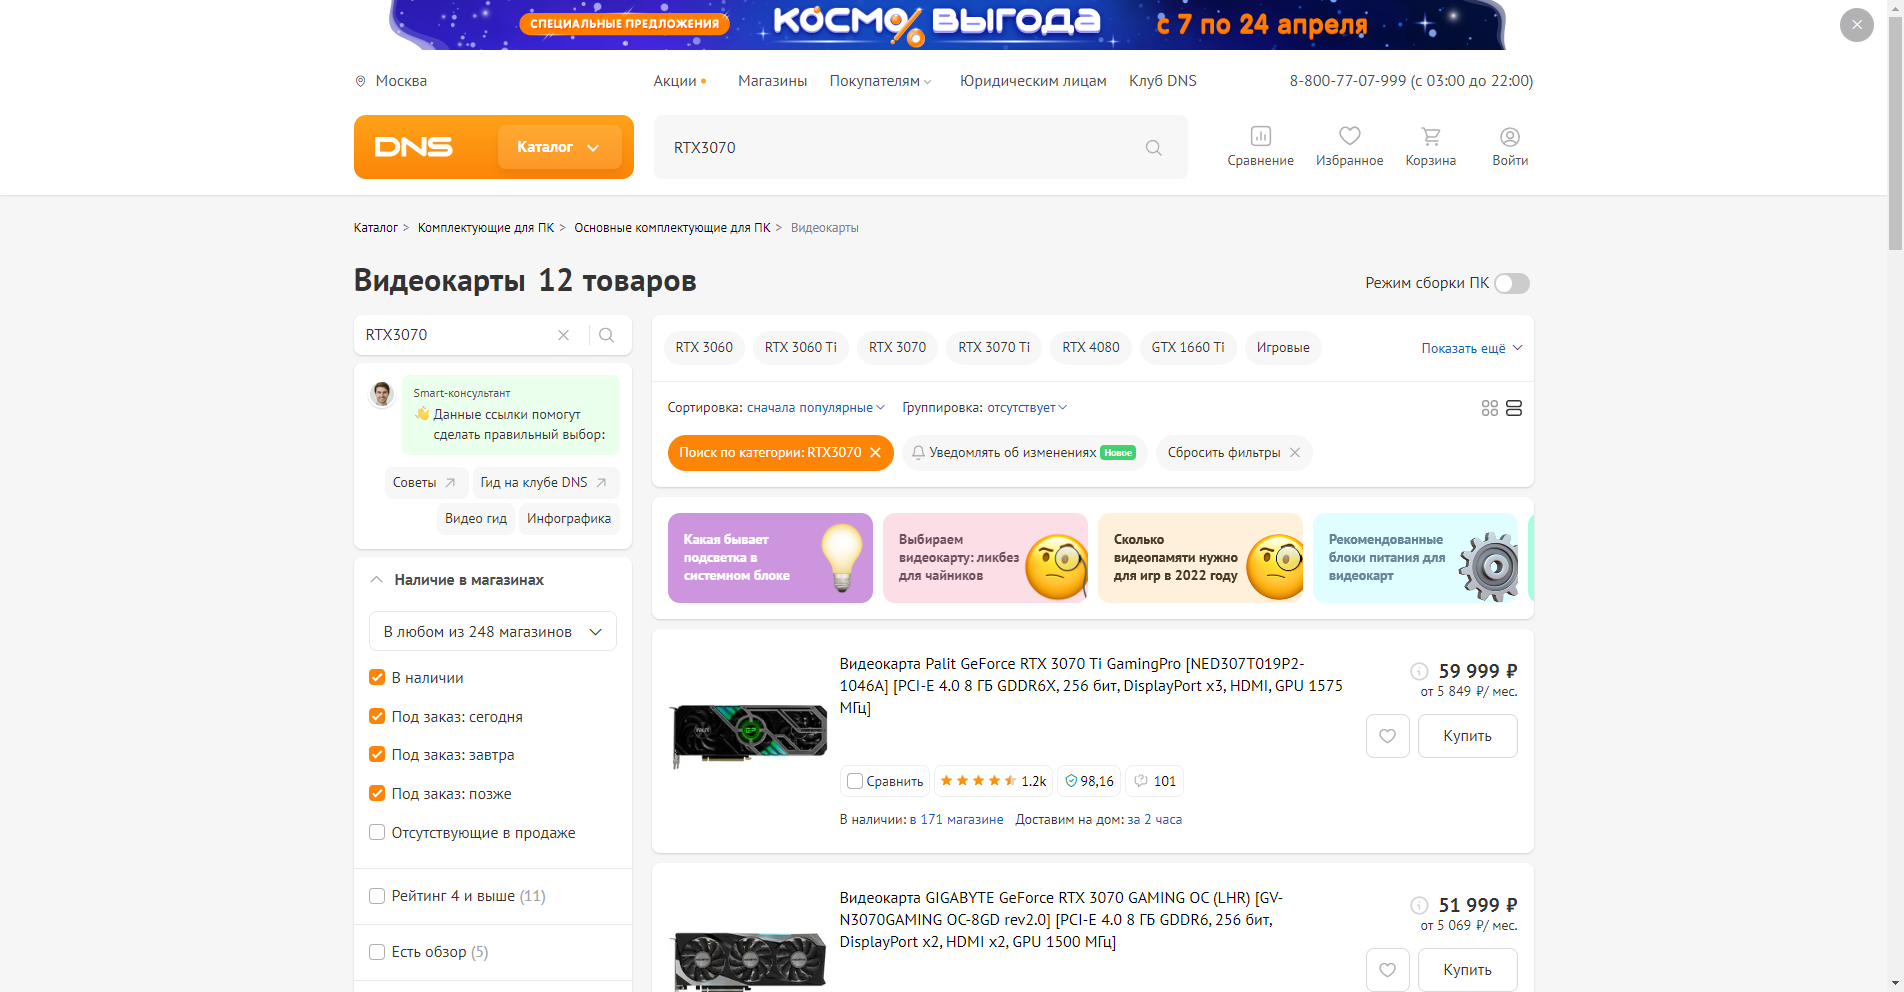 СПЕЦИАЛЬНЫЕ ПРЕДЛОЖЕНИЯ КОСМО% ВЫГОДА с 7 по 24 апреля
Москва Акции Магазины Покупателям Юридическим лицам Клуб DNS 8-800-77-07-999 (с 03:00 до 22:00)
DNS Каталог RTX3070
Сравнение Избранное Корзина Войти
Каталог > Комплектующие для ПК > Основные комплектующие для ПК > Видеокарты
Видеокарты 12 товаров
Режим сборки ПК
RTX3070
Smart-консультант
👋 Данные ссылки помогут
сделать правильный выбор:
Советы Гид на клубе DNS
Видео гид Инфографика
Наличие в магазинах
В любом из 248 магазинов
В наличии
Под заказ: сегодня
Под заказ: завтра
Под заказ: позже
Отсутствующие в продаже
Рейтинг 4 и выше (11)
Есть обзор (5)
RTX 3060 RTX 3060 Ti RTX 3070 RTX 3070 Ti RTX 4080 GTX 1660 Ti Игровые Показать ещё
Сортировка: сначала популярные Группировка: отсутствует
Поиск по категории: RTX3070 Уведомлять об изменениях Новое Сбросить фильтры
Какая бывает
подсветка в
системном блоке
Выбираем
видеокарту: ликбез
для чайников
Сколько
видеопамяти нужно
для игр в 2022 году
Рекомендованные
блоки питания для
видеокарт
Видеокарта Palit GeForce RTX 3070 Ti GamingPro [NED307T019P2-
1046A] [PCI-E 4.0 8 ГБ GDDR6X, 256 бит, DisplayPort x3, HDMI, GPU 1575
МГц]
59 999 ₽
от 5 849 ₽/ мес.
Купить
Сравнить 1.2k 98,16 101
В наличии: в 171 магазине Доставим на дом: за 2 часа
Видеокарта GIGABYTE GeForce RTX 3070 GAMING OC (LHR) [GV-
N3070GAMING OC-8GD rev2.0] [PCI-E 4.0 8 ГБ GDDR6, 256 бит,
DisplayPort x2, HDMI x2, GPU 1500 МГц]
51 999 ₽
от 5 069 ₽/ мес.
Купить